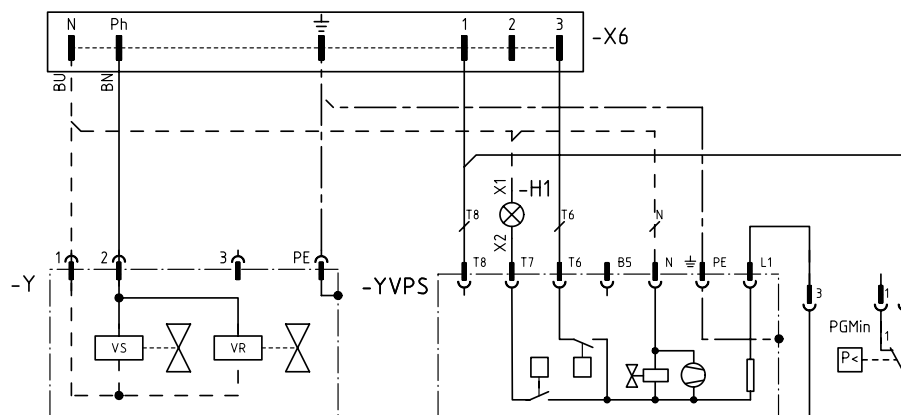 N Ph 1 2 3 -X6
BU BN
X1 -H1
T8 T6 N
X2
1 2 3 PE
-Y -YVPS T8 T7 T6 B5 N PE L1
3 1
PGMin
VS VR 1
P<